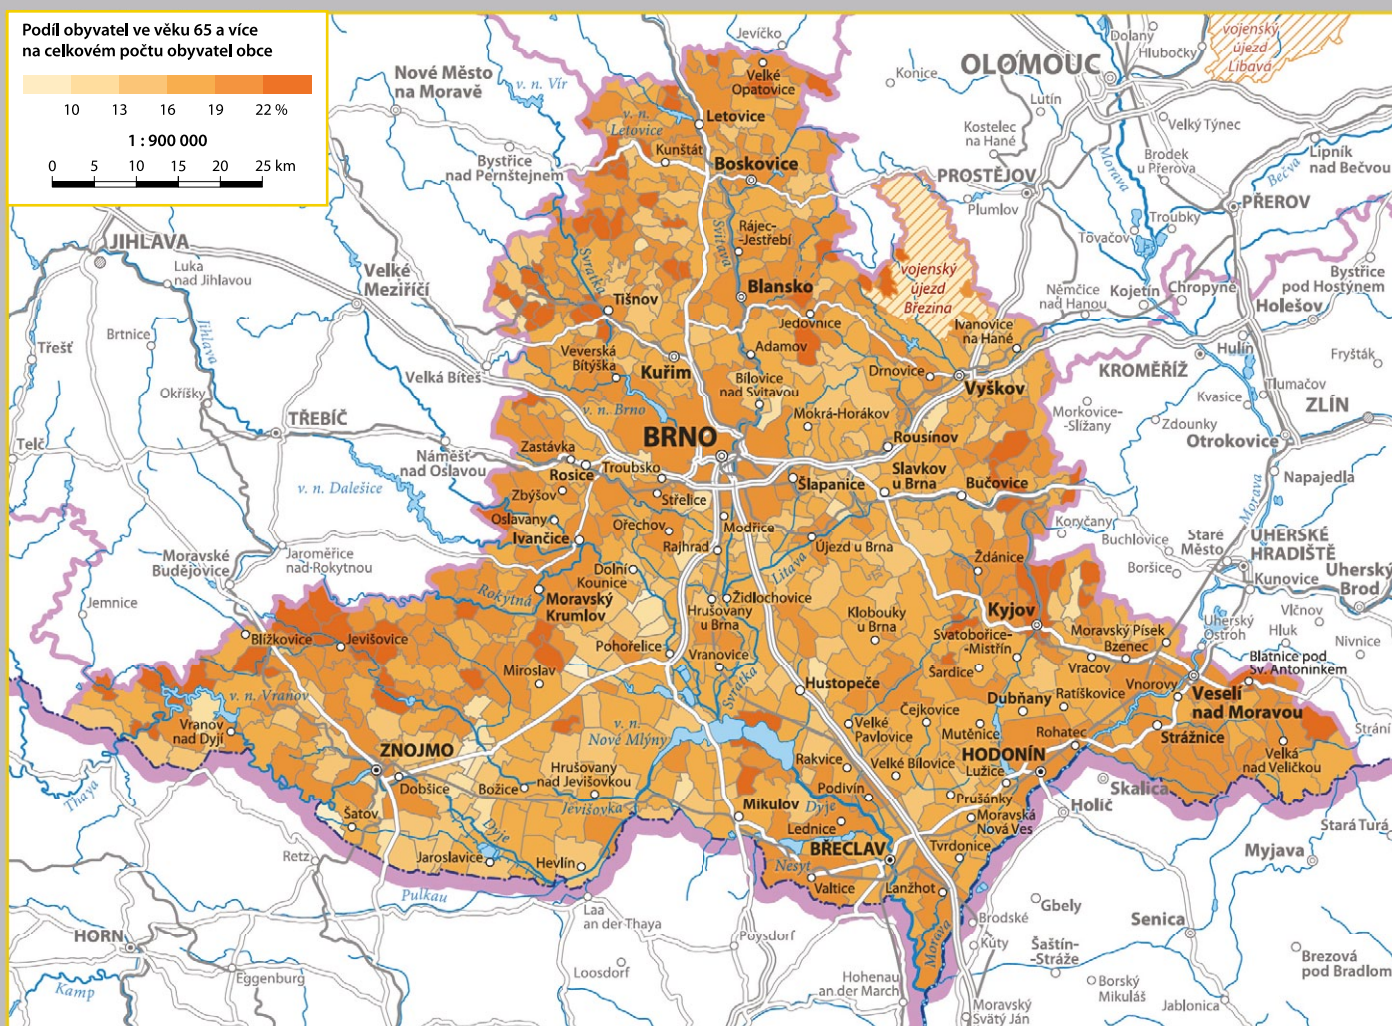 Podíl obyvatel ve věku 65 a více
na celkovém počtu obyvatel obce
10 13 16 19 22 %
1 : 900 000
0 5 10 15 20 25 km
Jevíčko
Dolany
Hlubočky
vojenský
újezd
Libavá
OLOMOUC
Konice
Nové Město
na Moravě
v. n. Vír
Velké
Opatovice
Lutín
Velký Týnec
v. n.
Letovice
Letovice
Kostelec
na Hané
Bystřice
nad Pernštejnem
Kunštát
Boskovice
Morava
Brodek
u Přerova
Bečva
Lipník
nad Bečvou
PROSTĚJOV
Plumlov
PŘEROV
Troubky
Tovačov
JIHLAVA
Luka
nad Jihlavou
Velké
Meziříčí
Svitava
Rájec-
-Jestřebí
Svratka
vojenský
újezd
Březina
Blansko
Němčice
nad Hanou
Kojetín
Chropyně
Bystřice
pod Hostýnem
Holešov
Tišnov
Jedovnice
Ivanovice
na Hané
Brtnice
Jihlava
Třešť
Adamov
Hulín
Fryšták
Veverská
Bítýška
Kuřim
Velká Bíteš
Bílovice
nad Svitavou
Drnovice
Vyškov
KROMĚŘÍŽ
Okříšky
Tlumačov
Kvasice
ZLÍN
v. n. Brno
Mokrá-Horákov
Morkovice-
-Slížany
Zdounky
TŘEBÍČ
BRNO
Rousínov
Otrokovice
Telč
Zastávka
Náměšť
nad Oslavou
Rosice
Troubsko
Napajedla
v. n. Dalešice
Zbýšov
Střelice
Šlapanice
Slavkov
u Brna
Bučovice
Morava
Oslavany
Ořechov
Modřice
Koryčany
Buchlovice
Staré
Město
UHERSKÉ
HRADIŠTĚ
Ivančice
Rajhrad
Újezd u Brna
Moravské
Budějovice
Jaroměřice
nad Rokytnou
Dolní
Kounice
Litava
Ždánice
Boršice
Kunovice
Uherský
Brod
Jemnice
Rokytná
Moravský
Krumlov
Hrušovany
u Brna
Židlochovice
Klobouky
u Brna
Kyjov
Uherský
Ostroh
Vlčnov
Hluk
Nivnice
Blížkovice
Jevišovice
Pohořelice
Vranovice
Svatobořice-
-Mistřín
Moravský Písek
Bzenec
Vracov
Blatnice pod
Sv. Antonínkem
Miroslav
Svratka
Šardice
Hustopeče
Vnorovy
Veselí
nad Moravou
v. n. Vranov
Dubňany
Ratíškovice
Vranov
nad Dyjí
v. n.
Nové Mlýny
Velké
Pavlovice
Čejkovice
Mutěnice
Rohatec
Strážnice
Strání
ZNOJMO
HODONÍN
Velká
nad Veličkou
Rakvice
Velké Bílovice
Lužice
Dobšice
Hrušovany
nad Jevišovkou
Božice
Jevišovka
Podivín
Prušánky
Skalica
Holíč
Thaya
Mikulov
Dyje
Moravská
Nová Ves
Šatov
Lednice
Stará Turá
Dyje
BŘECLAV
Tvrdonice
Retz
Jaroslavice
Hevlín
Nesyt
Myjava
Valtice
Lanžhot
Pulkau
Laa
an der Thaya
Gbely
Brodské
Senica
HORN
Poysdorf
Kúty
Morava
Šaštín-
-Stráže
Brezová
pod Bradlom
Eggenburg
Loosdorf
Hohenau
an der March
Borský
Mikuláš
Kamp
Moravský
Svätý Ján
Jablonica